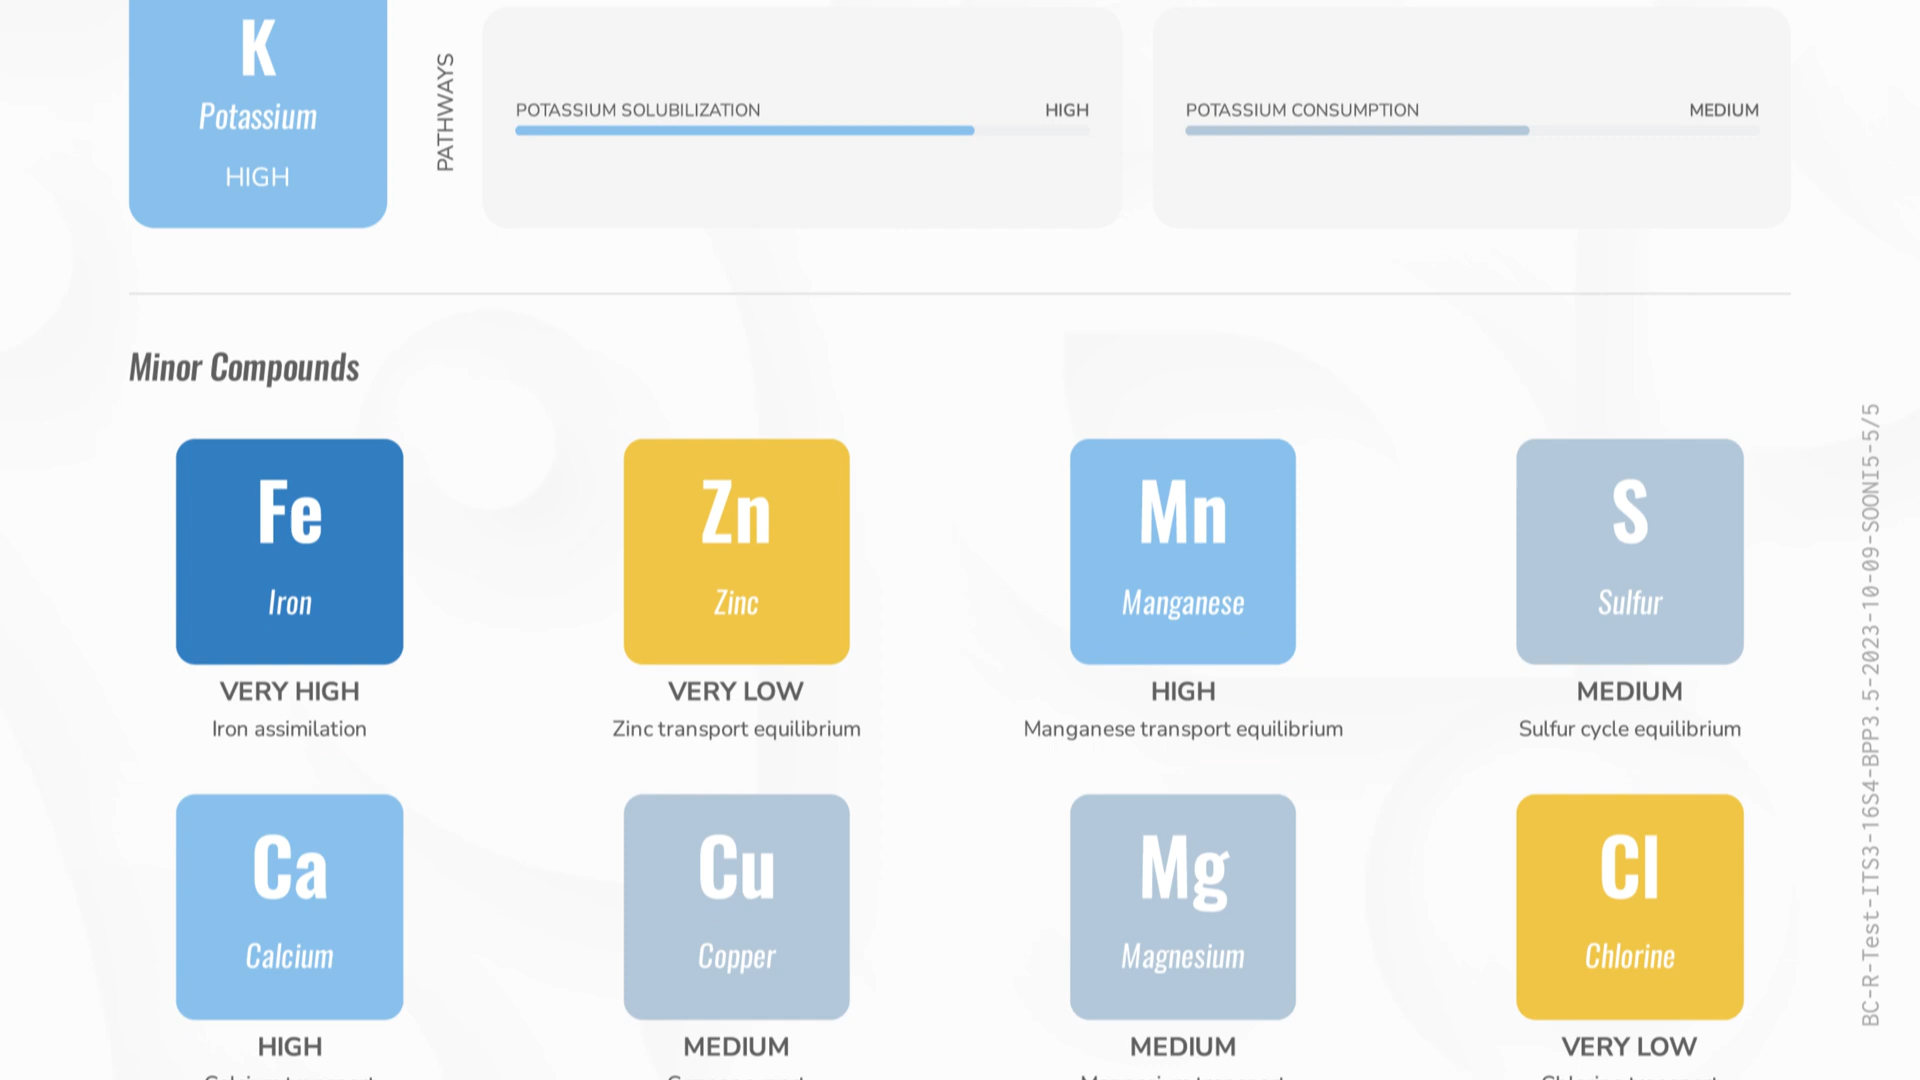 K
Potassium
HIGH
PATHWAYS
POTASSIUM SOLUBILIZATION HIGH
POTASSIUM CONSUMPTION MEDIUM
Minor Compounds
Fe
Iron
VERY HIGH
Iron assimilation
Zn
Zinc
VERY LOW
Zinc transport equilibrium
Mn
Manganese
HIGH
Manganese transport equilibrium
S
Sulfur
MEDIUM
Sulfur cycle equilibrium
Ca
Calcium
HIGH
Cu
Copper
MEDIUM
Mg
Magnesium
MEDIUM
Cl
Chlorine
VERY LOW
BC-R-Test-ITS3-16S4-BPP3.5-2023-10-09-SOONI5-5/5